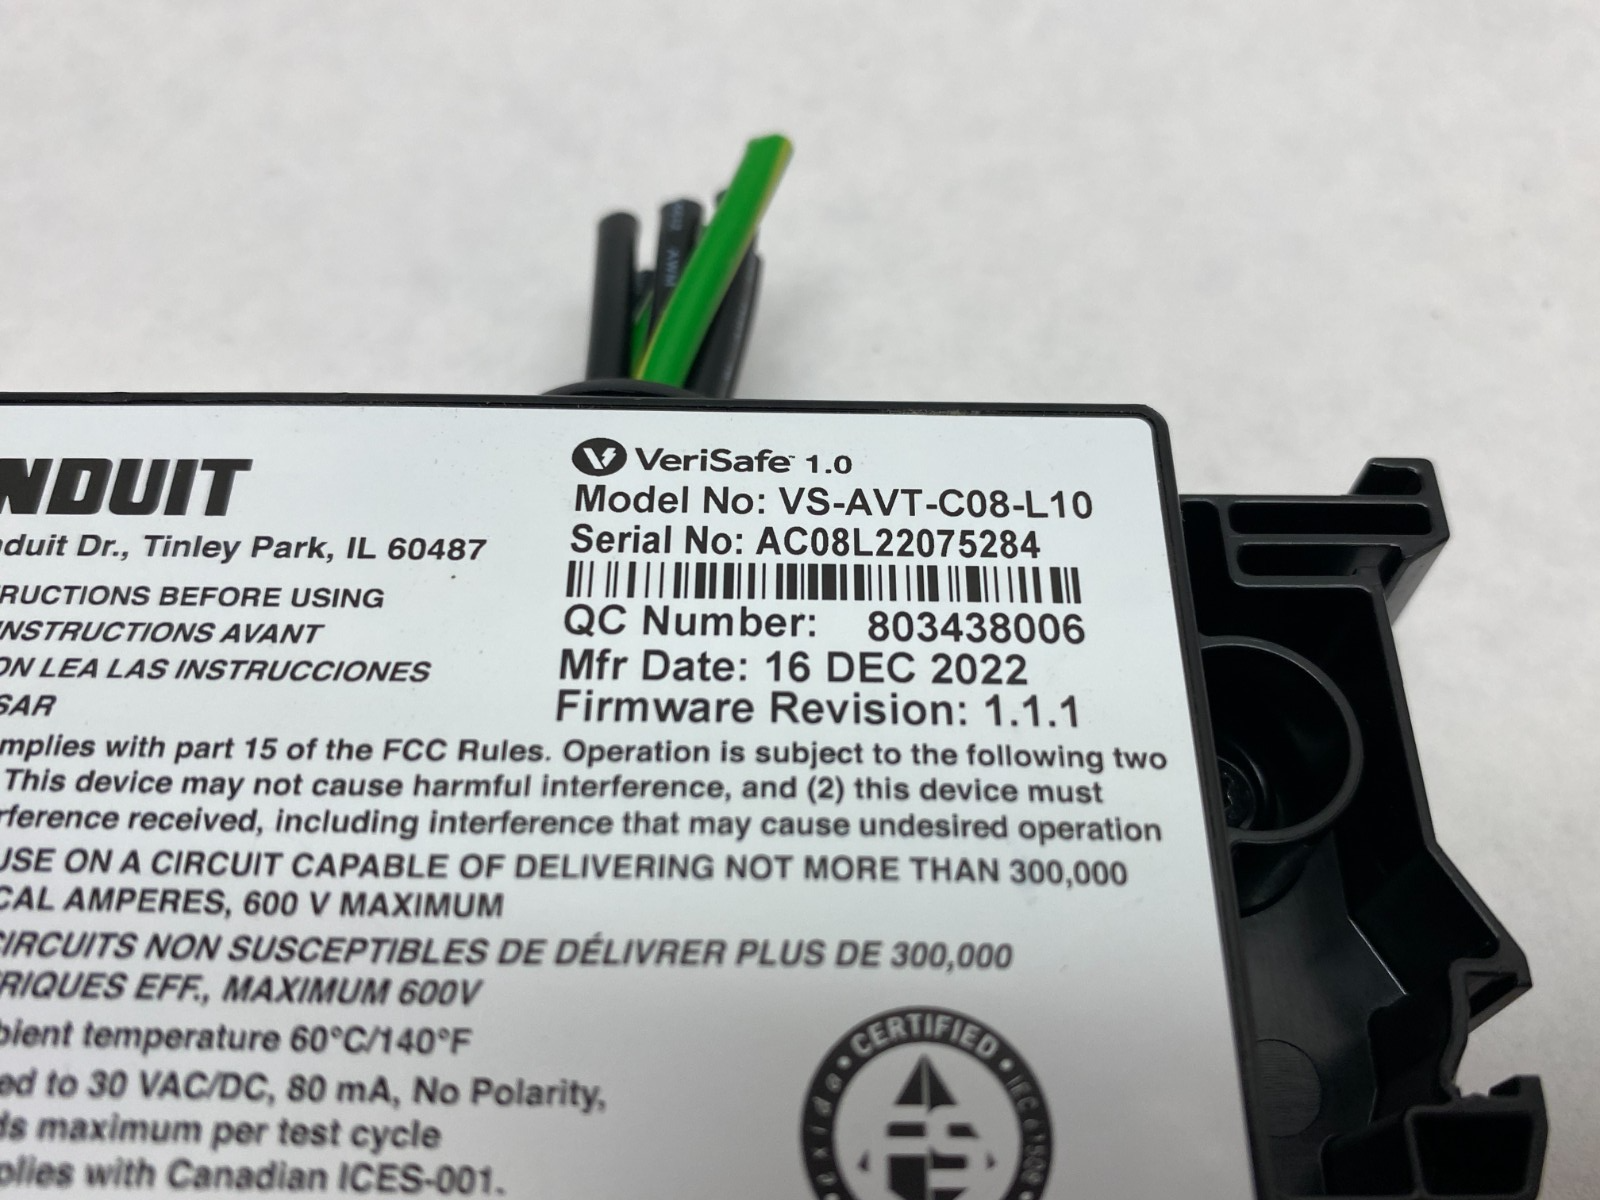 NDUIT
duit Dr., Tinley Park, IL 60487
RUCTIONS BEFORE USING
INSTRUCTIONS AVANT
ON LEA LAS INSTRUCCIONES
SAR
VeriSafe™ 1.0
Model No: VS-AVT-C08-L10
Serial No: AC08L22075284
QC Number: 803438006
Mfr Date: 16 DEC 2022
Firmware Revision: 1.1.1
mplies with part 15 of the FCC Rules. Operation is subject to the following two
This device may not cause harmful interference, and (2) this device must
rference received, including interference that may cause undesired operation
USE ON A CIRCUIT CAPABLE OF DELIVERING NOT MORE THAN 300,000
CAL AMPERES, 600 V MAXIMUM
CIRCUITS NON SUSCEPTIBLES DE DÉLIVRER PLUS DE 300,000
RIQUES EFF., MAXIMUM 600V
bient temperature 60°C/140°F
ed to 30 VAC/DC, 80 mA, No Polarity,
ds maximum per test cycle
plies with Canadian ICES-001.
exida • CERTIFIED • IEC 61508
AWM